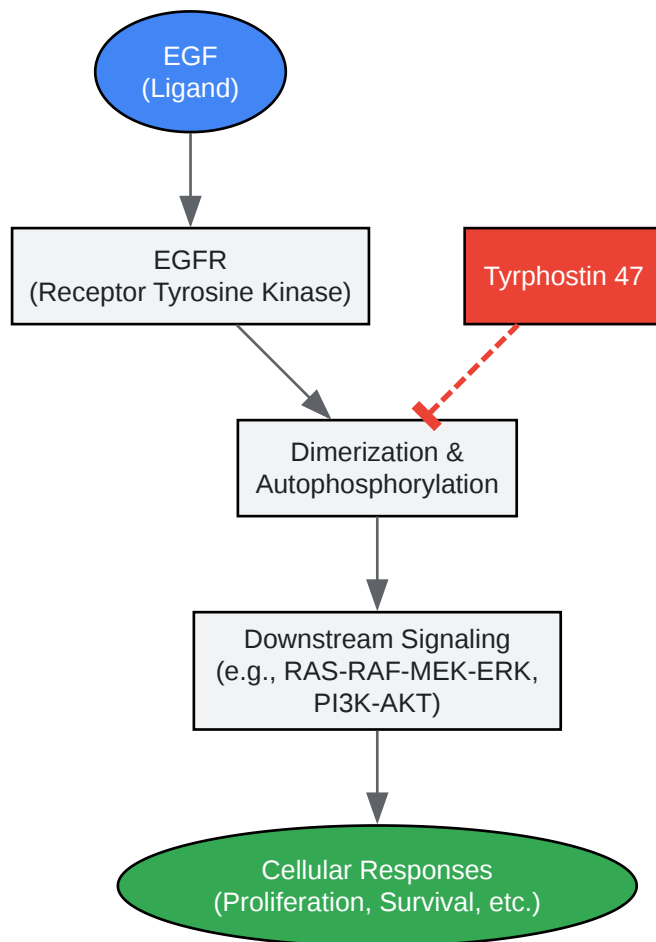 EGF
(Ligand)
EGFR
(Receptor Tyrosine Kinase)
Tyrphostin 47
Dimerization &
Autophosphorylation
Downstream Signaling
(e.g., RAS-RAF-MEK-ERK,
PI3K-AKT)
Cellular Responses
(Proliferation, Survival, etc.)